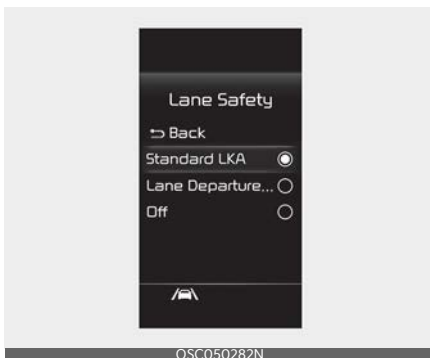 Lane Safety
Back
Standard LKA
Lane Departure...
Off
OSC050282N